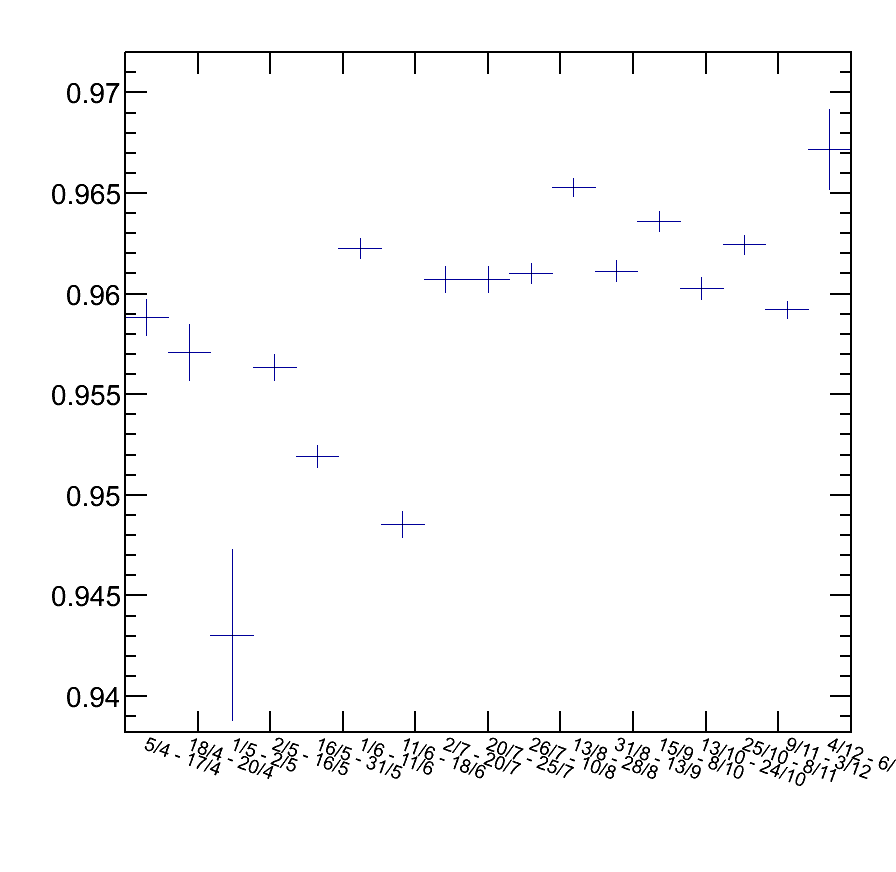 0.97
0.965
0.96
0.955
0.95
0.945
0.94
5/4 - 17/4
18/4 - 20/4
1/5 - 2/5
2/5 - 16/5
16/5 - 31/5
1/6 - 11/6
11/6 - 18/6
2/7 - 20/7
20/7 - 25/7
26/7 - 10/8
13/8 - 28/8
31/8 - 13/9
15/9 - 8/10
13/10 - 24/10
25/10 - 8/11
9/11 - 3/12
4/12 - 6/